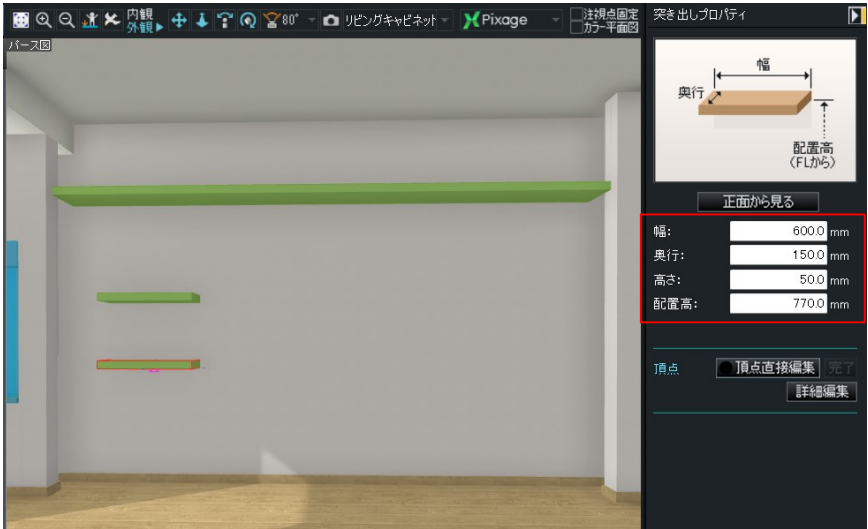 内観
外観
80°
リビングキャビネット
Pixage
注視点固定
カラー平面図
パース図
突き出しプロパティ
幅
奥行
配置高
(FLから)
正面から見る
幅: 600.0 mm
奥行: 150.0 mm
高さ: 50.0 mm
配置高: 770.0 mm
頂点 頂点直接編集 完了
詳細編集